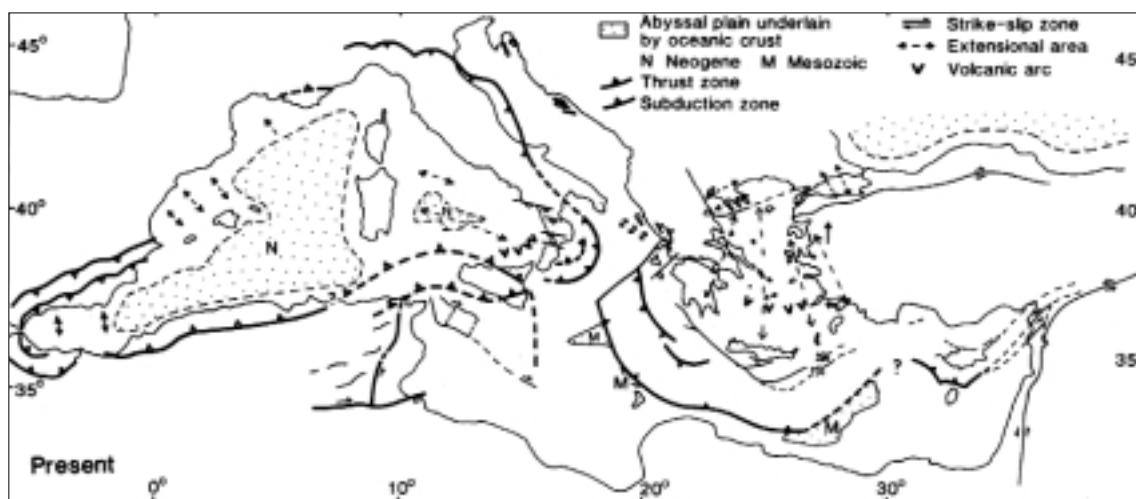 45°
Abyssal plain underlain
by oceanic crust
N Neogene M Mesozoic
Thrust zone
Subduction zone
Strike-slip zone
Extensional area
Volcanic arc
45
40°
40
N
M
M
M
?
35°
35
Present
0°
10°
20°
30°